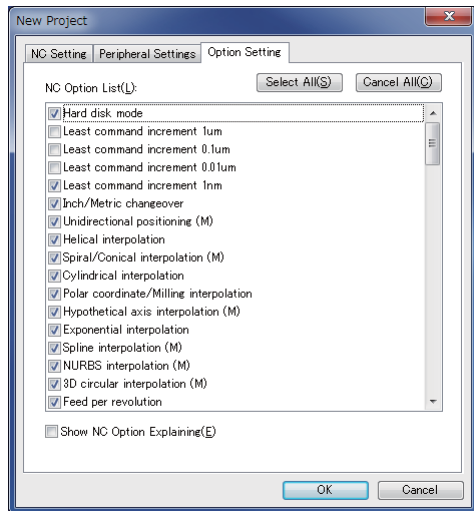 New Project
NC Setting Peripheral Settings Option Setting
NC Option List(L): Select All(S) Cancel All(C)
Hard disk mode
Least command increment 1um
Least command increment 0.1um
Least command increment 0.01um
Least command increment 1nm
Inch/Metric changeover
Unidirectional positioning (M)
Helical interpolation
Spiral/Conical interpolation (M)
Cylindrical interpolation
Polar coordinate/Milling interpolation
Hypothetical axis interpolation (M)
Exponential interpolation
Spline interpolation (M)
NURBS interpolation (M)
3D circular interpolation (M)
Feed per revolution
Show NC Option Explaining(E)
OK Cancel